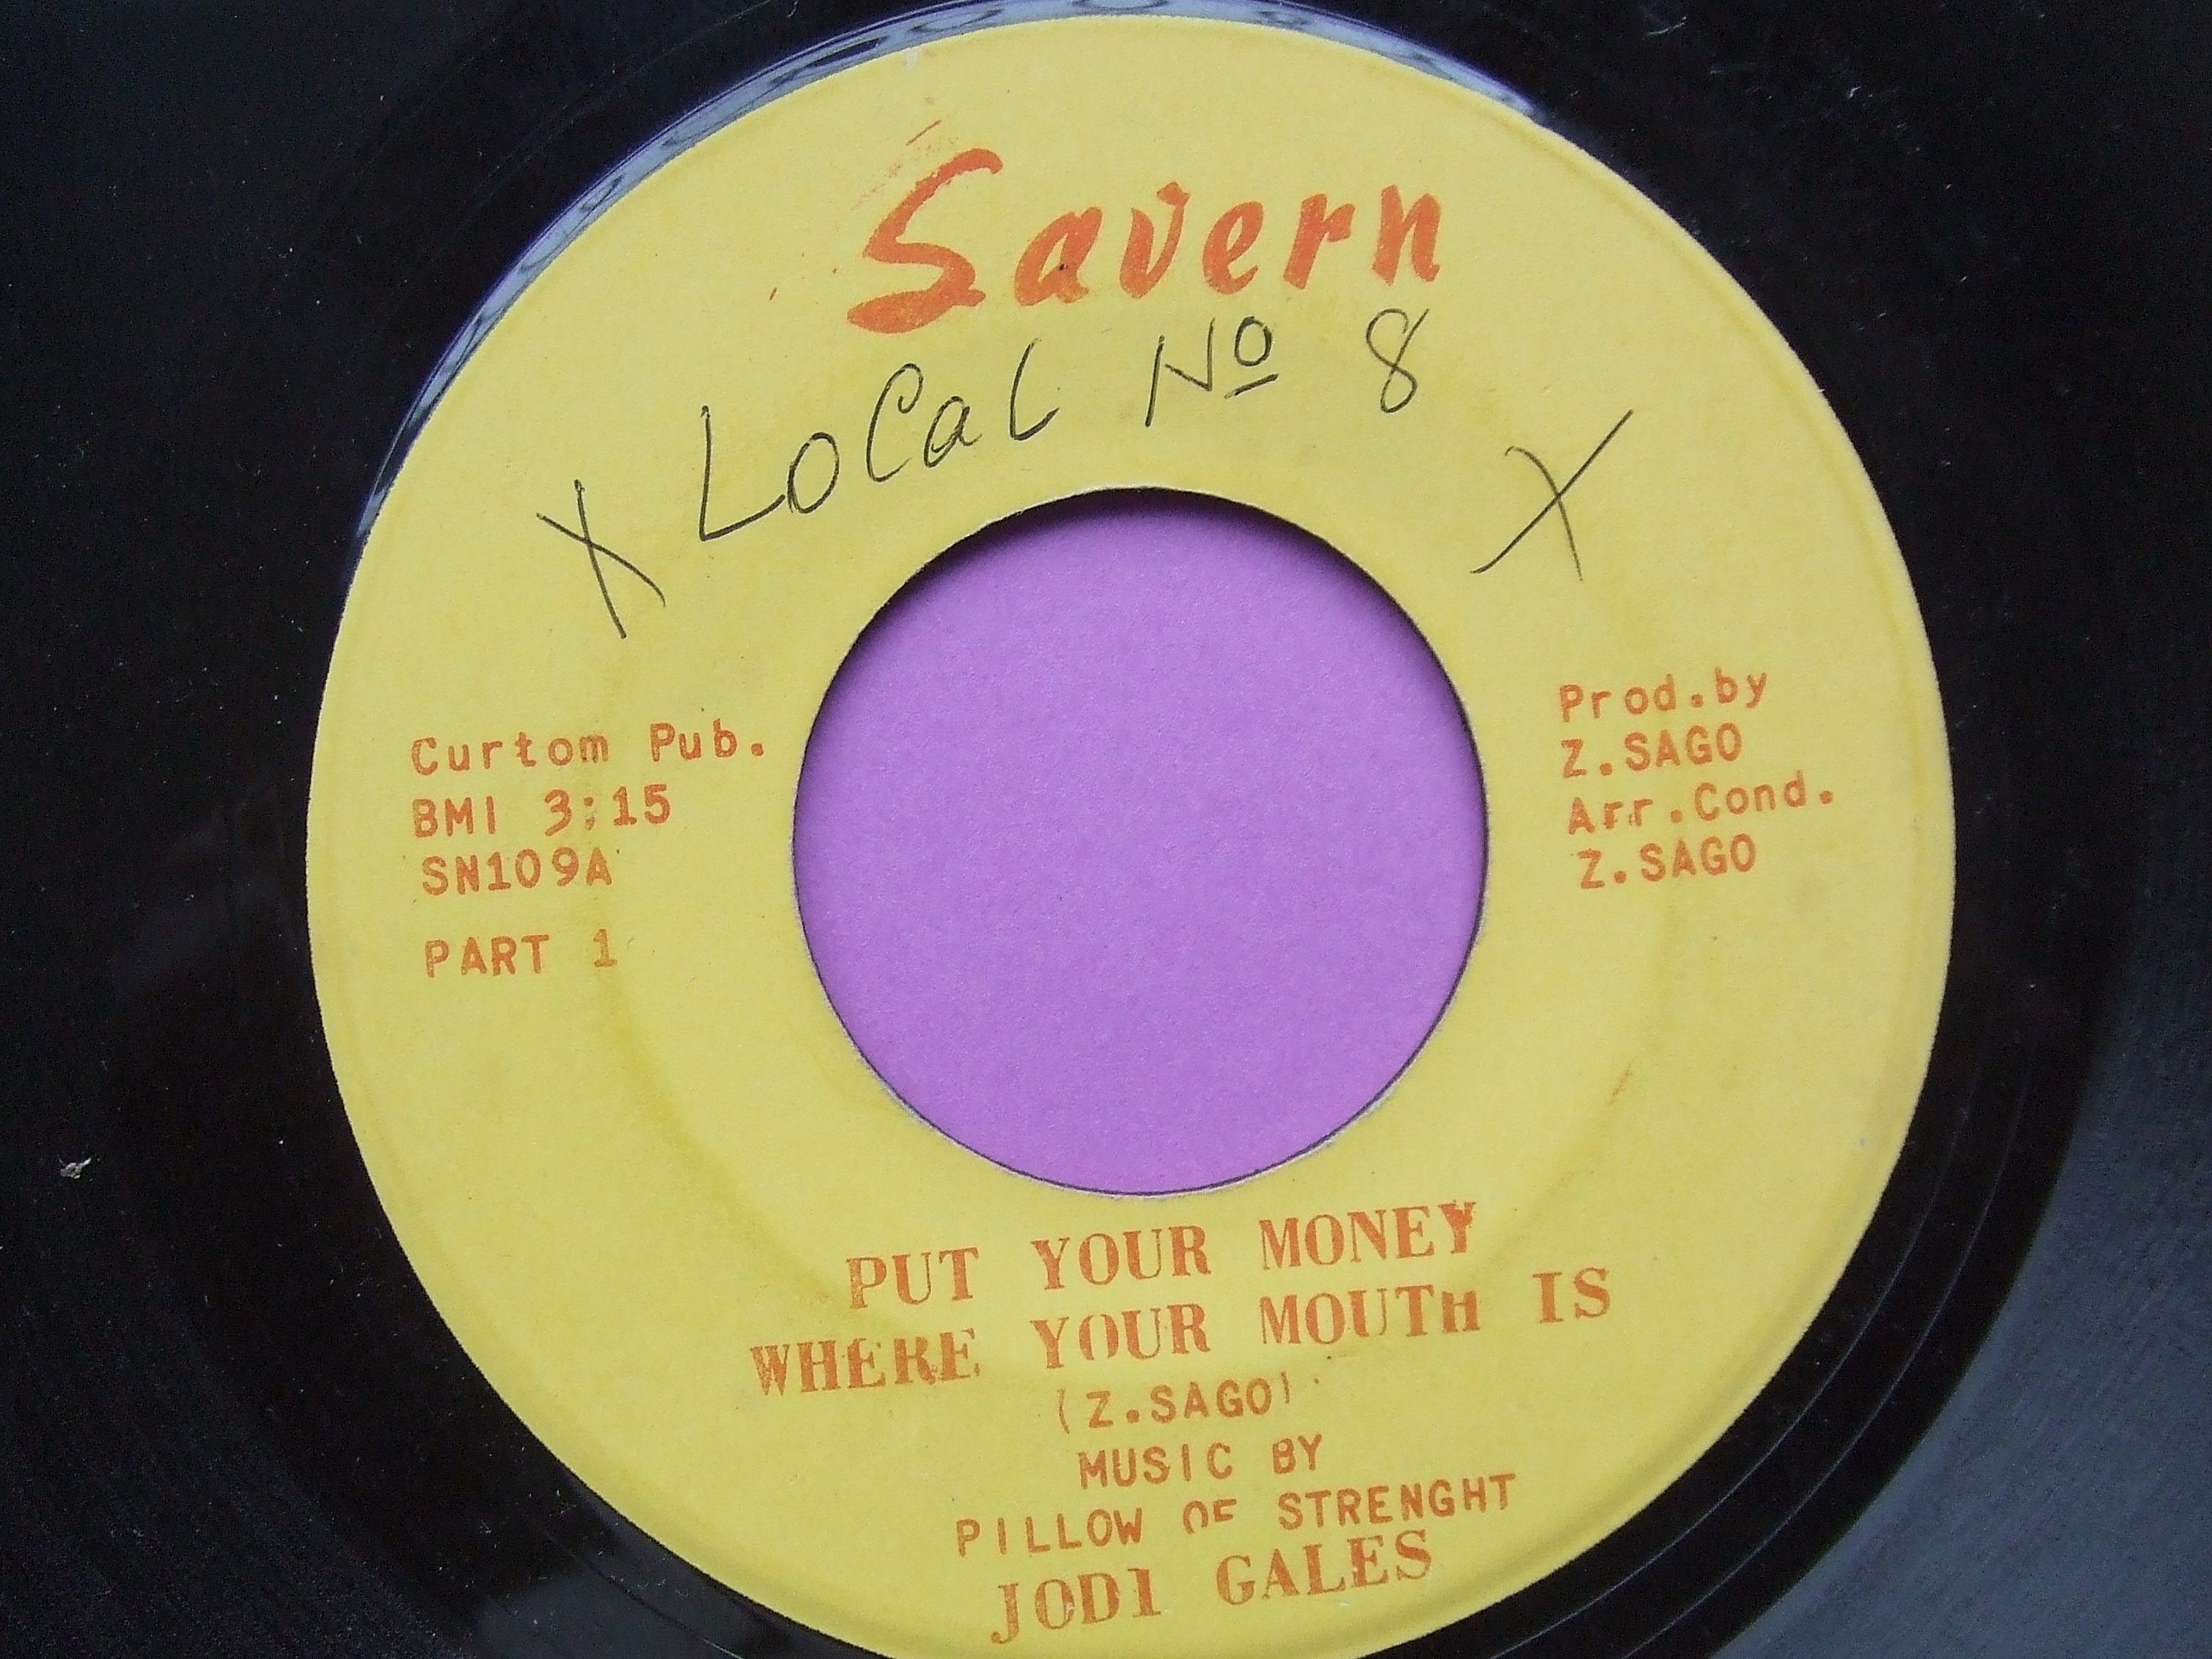 Savern
X LOCAL Nº 8 X
Curtom Pub.
BMI 3:15
SN109A
PART 1
Prod.by
Z.SAGO
Arr.Cond.
Z.SAGO
PUT YOUR MONEY
WHERE YOUR MOUTH IS
(Z.SAGO)
MUSIC BY
PILLOW OF STRENGHT
JODI GALES